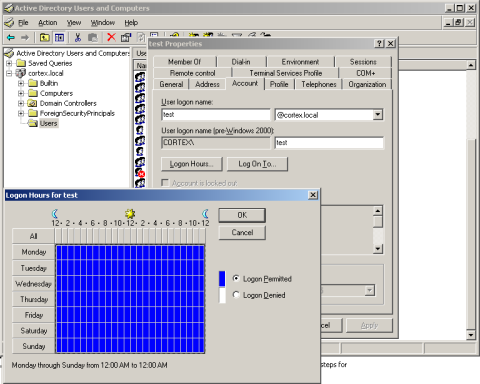 Active Directory Users and Computers
File Action View Window Help
Active Directory Users and Computers
Saved Queries
cortex.local
Builtin
Computers
Domain Controllers
ForeignSecurityPrincipals
Users
test Properties
Member Of Dial-in Environment Sessions
Remote control Terminal Services Profile COM+
General Address Account Profile Telephones Organization
User logon name:
test @cortex.local
User logon name (pre-Windows 2000):
CORTEX\ test
Logon Hours... Log On To...
Account is locked out
Apply
Logon Hours for test
12 · 2 · 4 · 6 · 8 · 10 · 12 · 2 · 4 · 6 · 8 · 10 · 12
All
Monday
Tuesday
Wednesday
Thursday
Friday
Saturday
Sunday
OK
Cancel
Logon Permitted
Logon Denied
Monday through Sunday from 12:00 AM to 12:00 AM
steps for